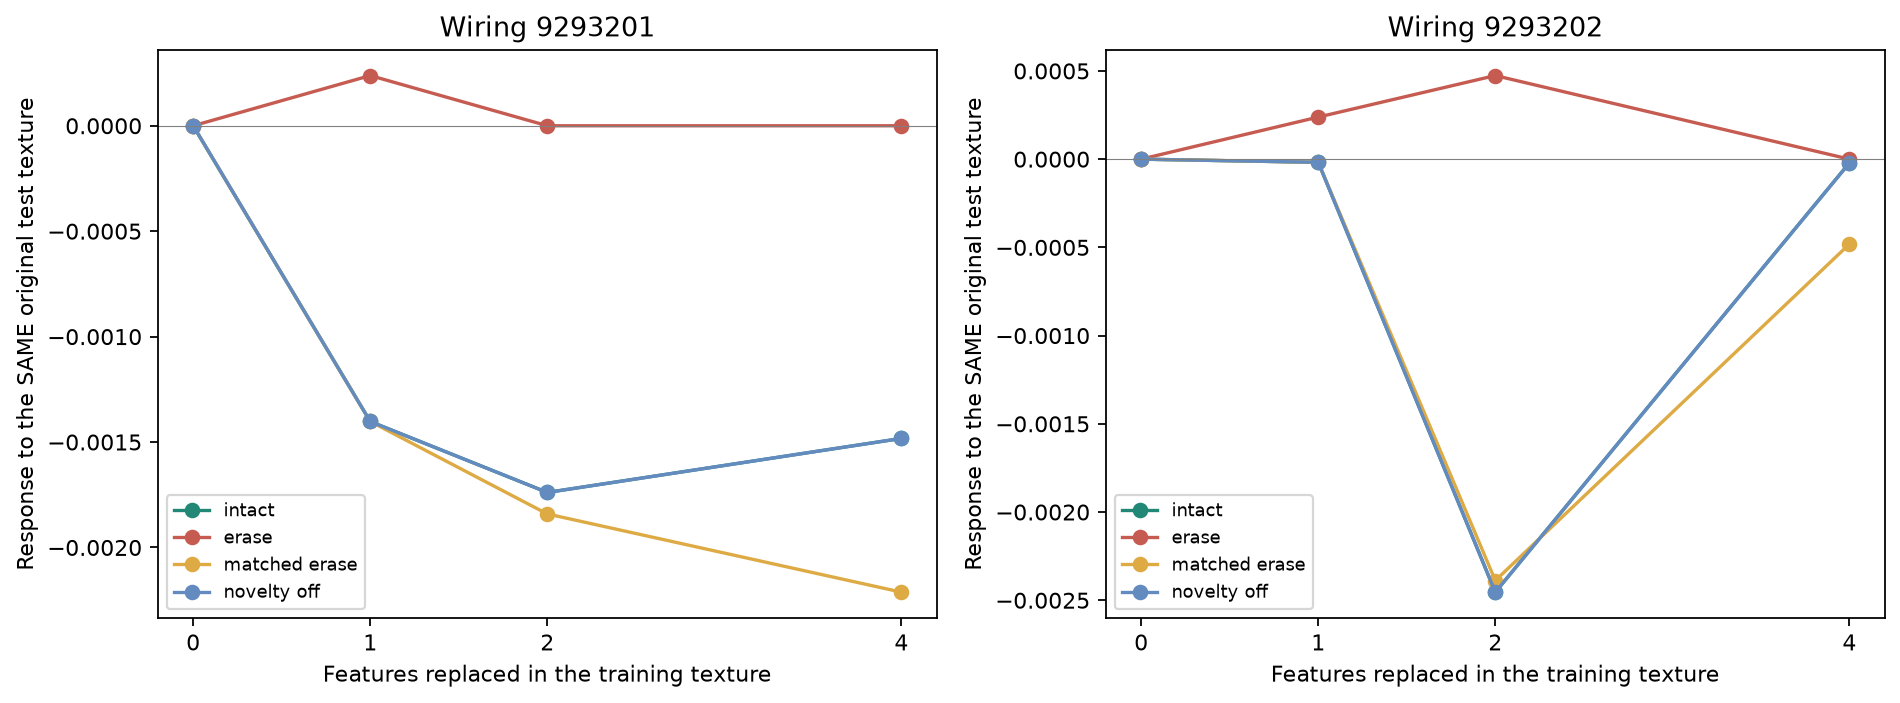 Wiring 9293201
Response to the SAME original test texture
0.0000
−0.0005
−0.0010
−0.0015
−0.0020
intact
erase
matched erase
novelty off
0 1 2 4
Features replaced in the training texture
Wiring 9293202
Response to the SAME original test texture
0.0005
0.0000
−0.0005
−0.0010
−0.0015
−0.0020
−0.0025
intact
erase
matched erase
novelty off
0 1 2 4
Features replaced in the training texture